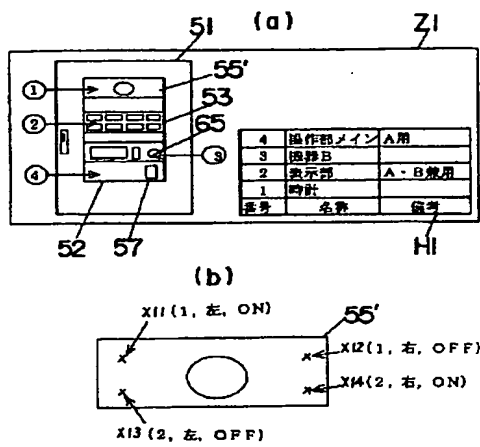 (a)
51
Z1
55'
53
65
① 
②
③
④
52
57
4 操作部メイン A用
3 機器B
2 表示部 A・B兼用
1 時計
番号 名称 備考
H1
(b)
X11(1, 左, ON)
55'
X12(1, 右, OFF)
X14(2, 右, ON)
X13(2, 左, OFF)